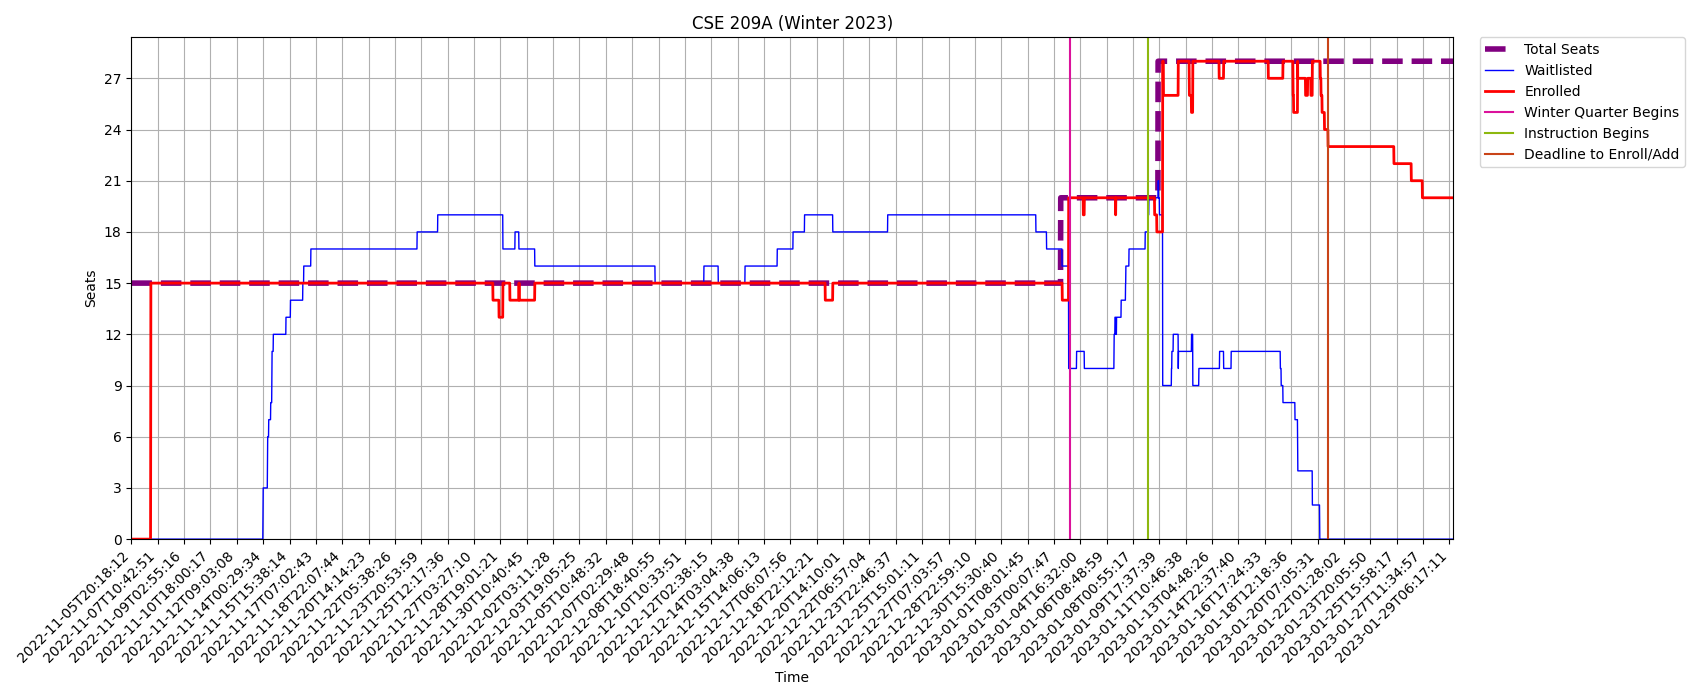 CSE 209A (Winter 2023)
Total Seats
Waitlisted
Enrolled
Winter Quarter Begins
Instruction Begins
Deadline to Enroll/Add
Seats
27
24
21
18
15
12
9
6
3
0
2022-11-05T20:18:12
2022-11-07T10:42:51
2022-11-09T02:55:16
2022-11-10T18:00:17
2022-11-12T09:03:08
2022-11-14T00:29:34
2022-11-15T15:38:14
2022-11-17T07:02:43
2022-11-18T22:07:44
2022-11-20T14:14:23
2022-11-22T05:38:26
2022-11-23T20:53:59
2022-11-25T12:17:36
2022-11-27T03:27:10
2022-11-28T19:01:21
2022-11-30T10:40:45
2022-12-02T03:11:28
2022-12-03T19:05:25
2022-12-05T10:48:32
2022-12-07T02:29:48
2022-12-08T18:40:55
2022-12-10T10:33:51
2022-12-12T02:38:15
2022-12-14T03:04:38
2022-12-15T14:06:13
2022-12-17T06:07:56
2022-12-18T22:12:21
2022-12-20T14:10:01
2022-12-22T06:57:04
2022-12-23T22:46:37
2022-12-25T15:01:11
2022-12-27T07:03:57
2022-12-28T22:59:10
2022-12-30T15:30:40
2023-01-01T08:01:45
2023-01-03T00:07:47
2023-01-04T16:32:00
2023-01-06T08:48:59
2023-01-08T00:55:17
2023-01-09T17:37:39
2023-01-11T10:46:38
2023-01-13T04:48:26
2023-01-14T22:37:40
2023-01-16T17:24:33
2023-01-18T12:18:36
2023-01-20T07:05:31
2023-01-22T01:28:02
2023-01-23T20:05:50
2023-01-25T15:58:17
2023-01-27T11:34:57
2023-01-29T06:17:11
Time